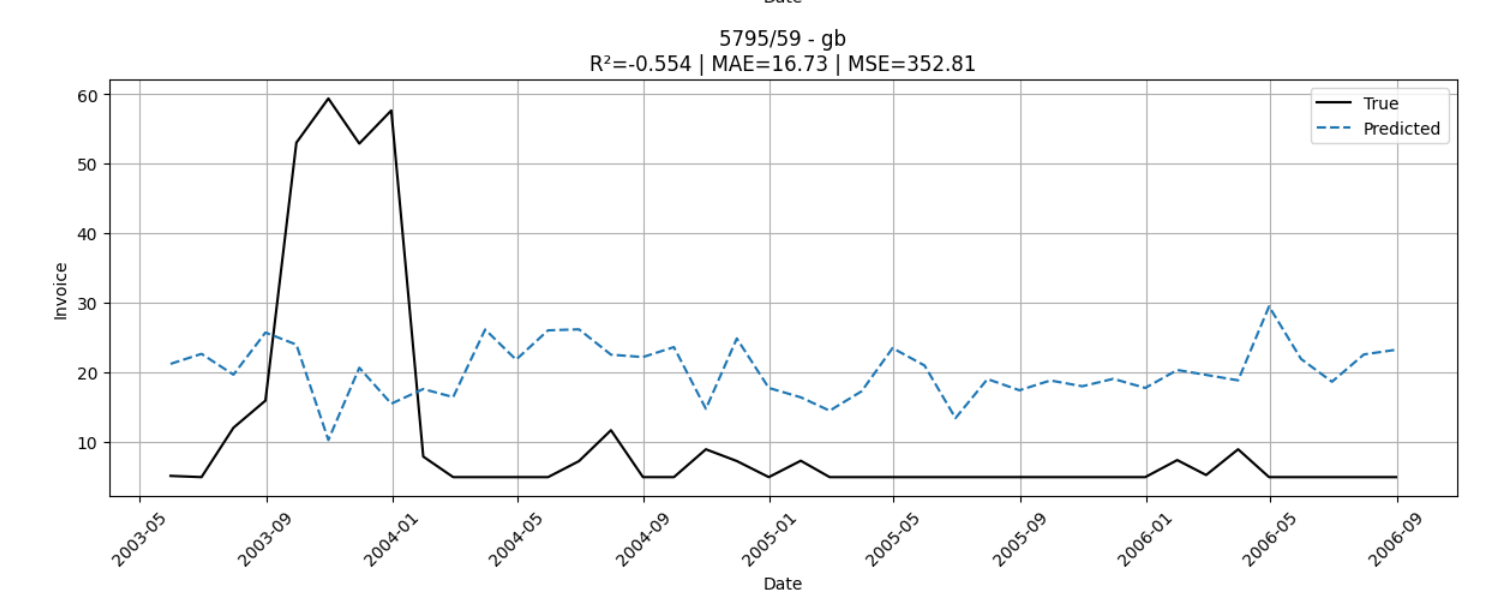 Date
5795/59 - gb
R²=-0.554 | MAE=16.73 | MSE=352.81
True
Predicted
60
50
40
30
20
10
Invoice
2003-05
2003-09
2004-01
2004-05
2004-09
2005-01
2005-05
2005-09
2006-01
2006-05
2006-09
Date